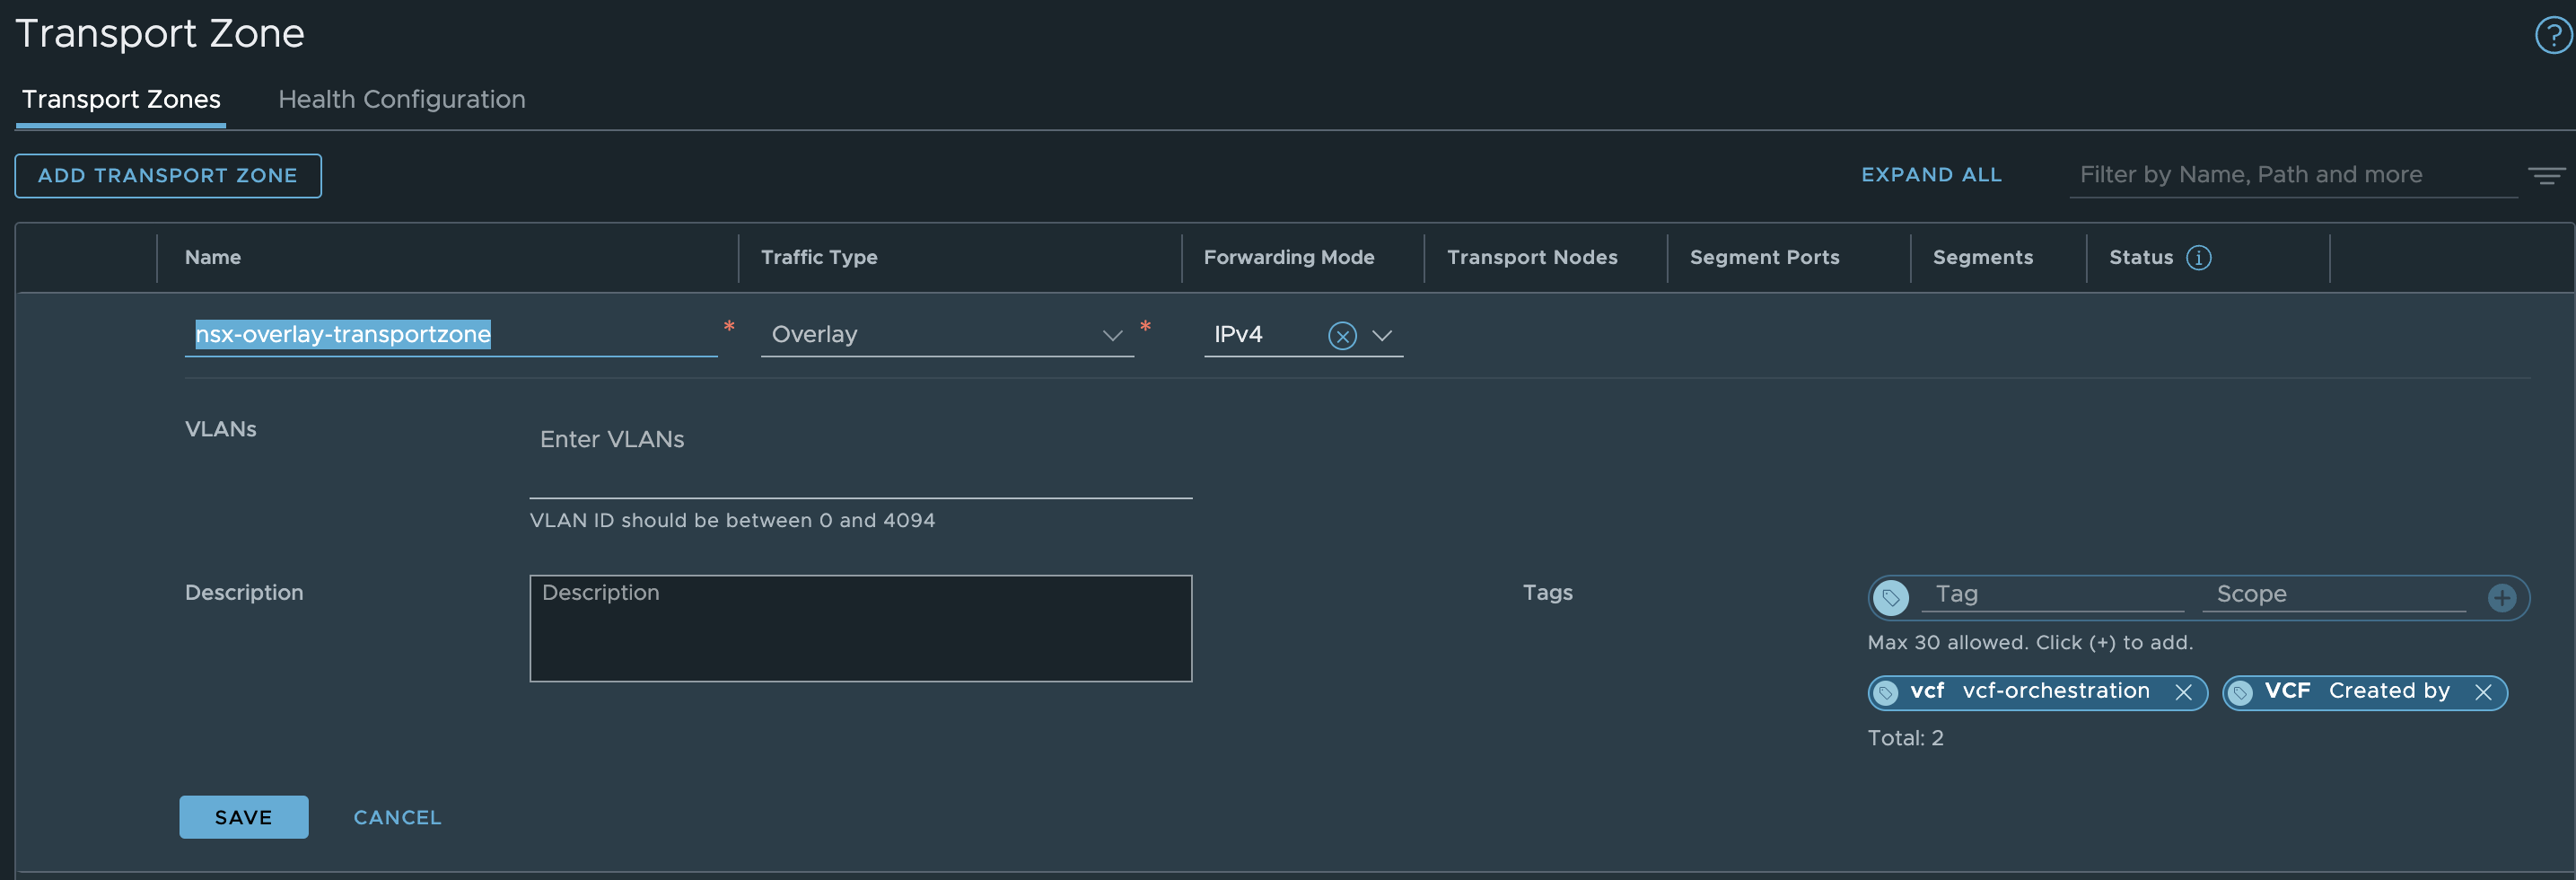 Transport Zone
?
Transport Zones Health Configuration
ADD TRANSPORT ZONE EXPAND ALL Filter by Name, Path and more
Name Traffic Type Forwarding Mode Transport Nodes Segment Ports Segments Status i
nsx-overlay-transportzone * Overlay * IPv4
VLANs Enter VLANs
VLAN ID should be between 0 and 4094
Description Description Tags Tag Scope
Max 30 allowed. Click (+) to add.
vcf vcf-orchestration VCF Created by
Total: 2
SAVE CANCEL